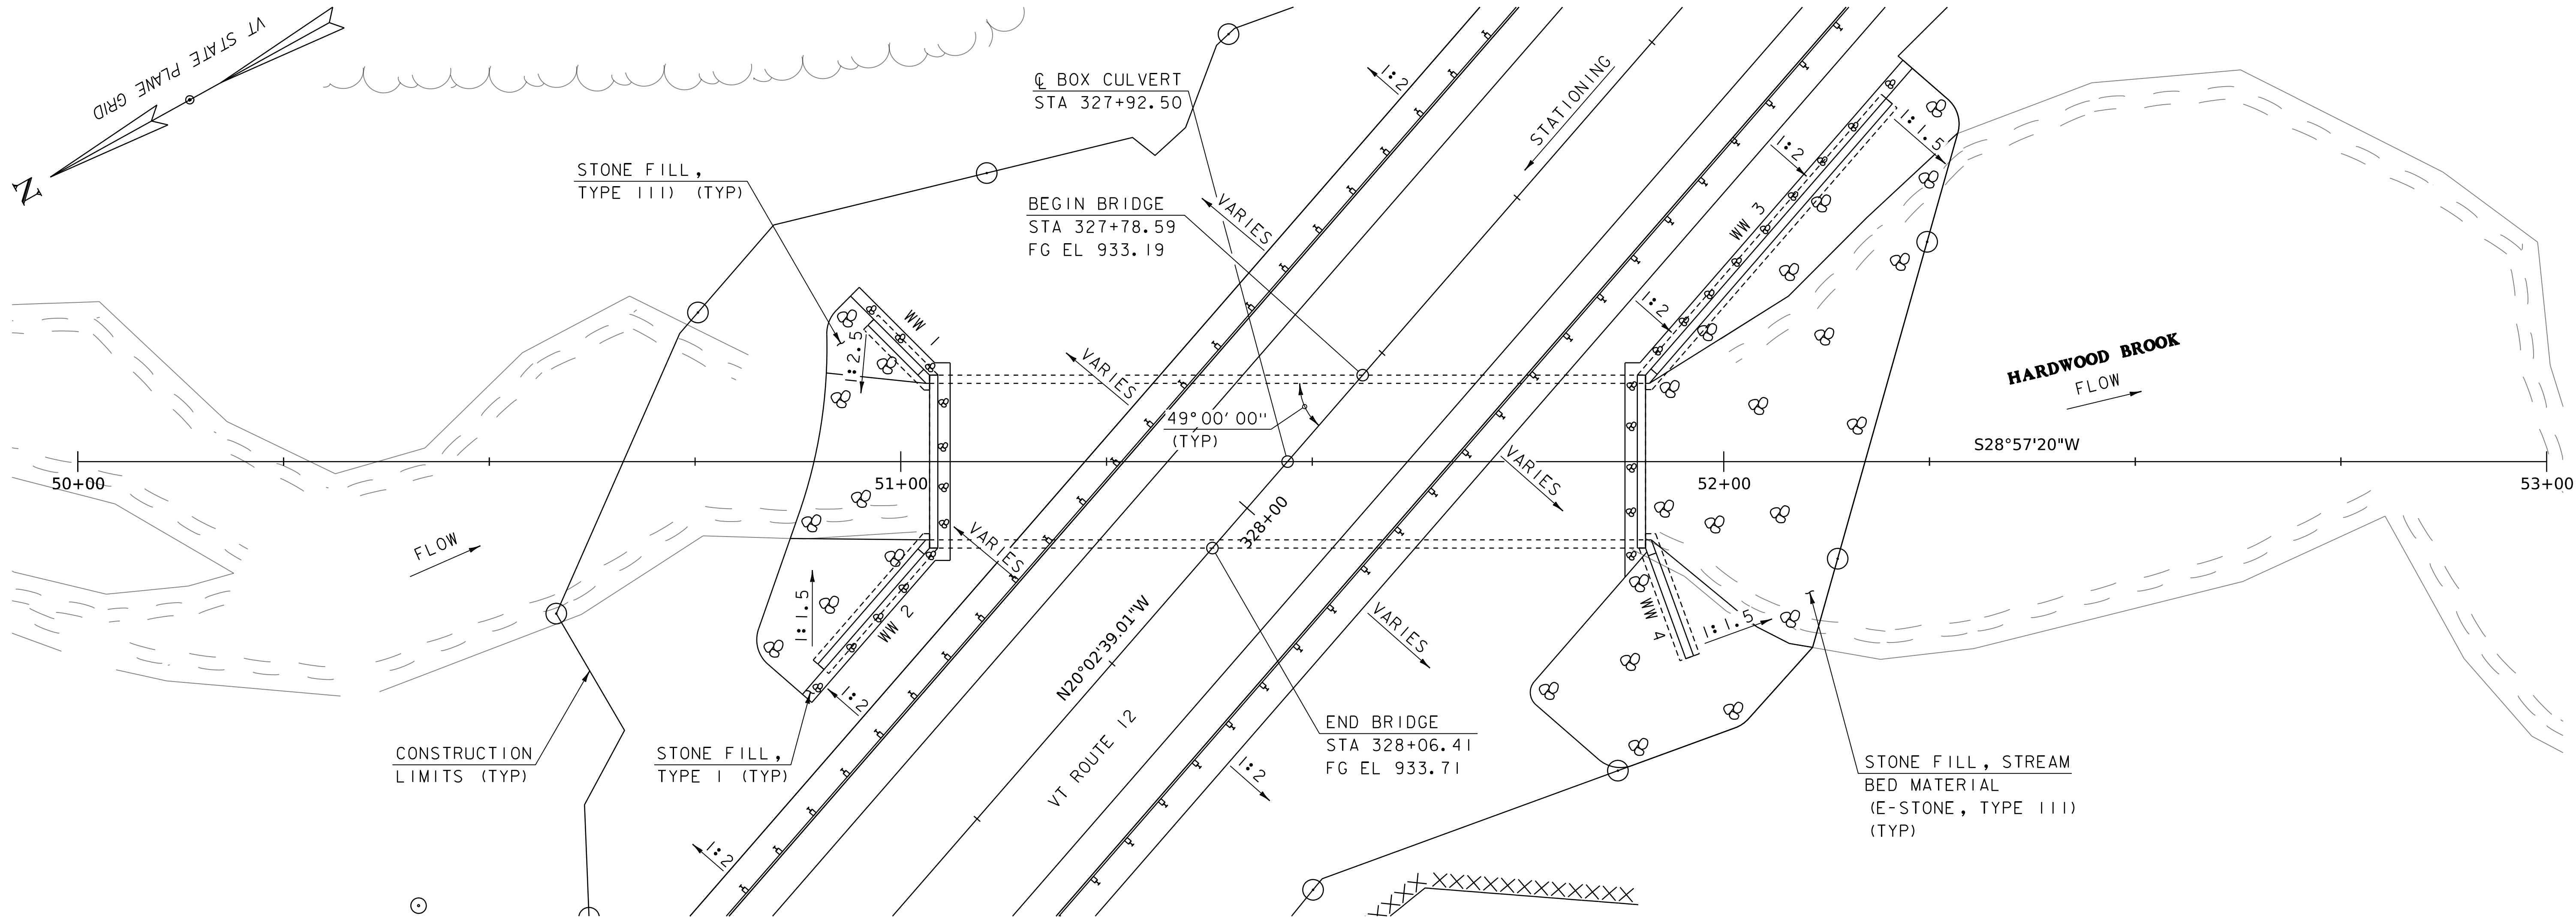 VT STATE PLANE GRID
N
℄ BOX CULVERT
STA 327+92.50
1:2
STATIONING
1:2
1:1.5
STONE FILL,
TYPE III) (TYP)
BEGIN BRIDGE
STA 327+78.59
FG EL 933.19
VARIES
WW 3
WW 1
1:2.5
VARIES
1:2
HARDWOOD BROOK
FLOW
49°00'00"
(TYP)
S28°57'20"W
50+00
51+00
52+00
53+00
VARIES
328+00
FLOW
VARIES
1:1.5
WW 2
N20°02'39.01"W
VARIES
WW 4
1:1.5
1:2
VT ROUTE 12
END BRIDGE
STA 328+06.41
FG EL 933.71
CONSTRUCTION
LIMITS (TYP)
STONE FILL,
TYPE I (TYP)
1:2
STONE FILL, STREAM
BED MATERIAL
(E-STONE, TYPE III)
(TYP)
1:2